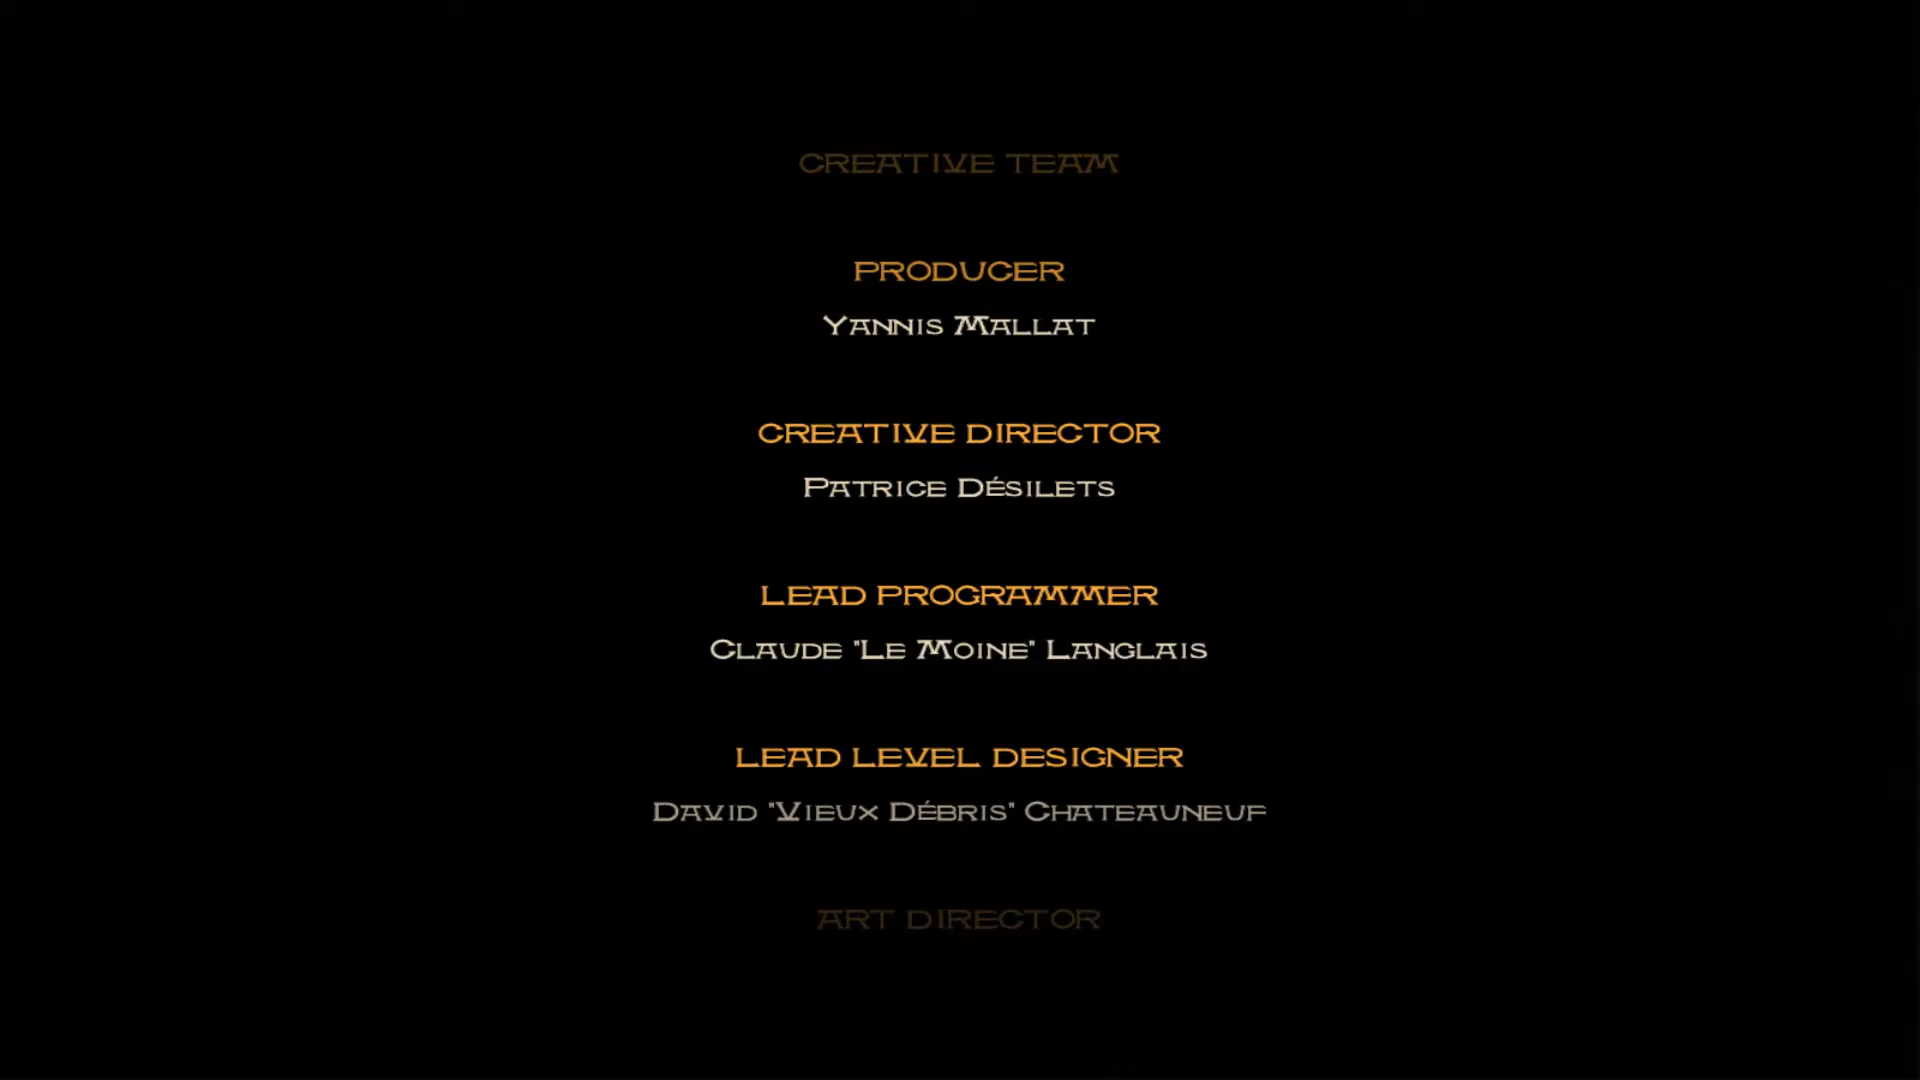 CREATIVE TEAM
PRODUCER
YANNIS MALLAT
CREATIVE DIRECTOR
PATRICE DÉSILETS
LEAD PROGRAMMER
CLAUDE "LE MOINE" LANGLAIS
LEAD LEVEL DESIGNER
DAVID "VIEUX DÉBRIS" CHATEAUNEUF
ART DIRECTOR